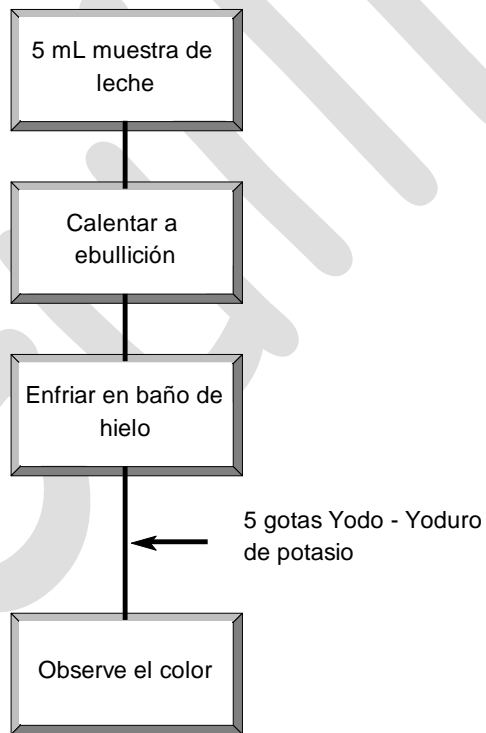 5 mL muestra de
leche
Calentar a
ebullición
Enfriar en baño de
hielo
5 gotas Yodo - Yoduro
de potasio
Observe el color